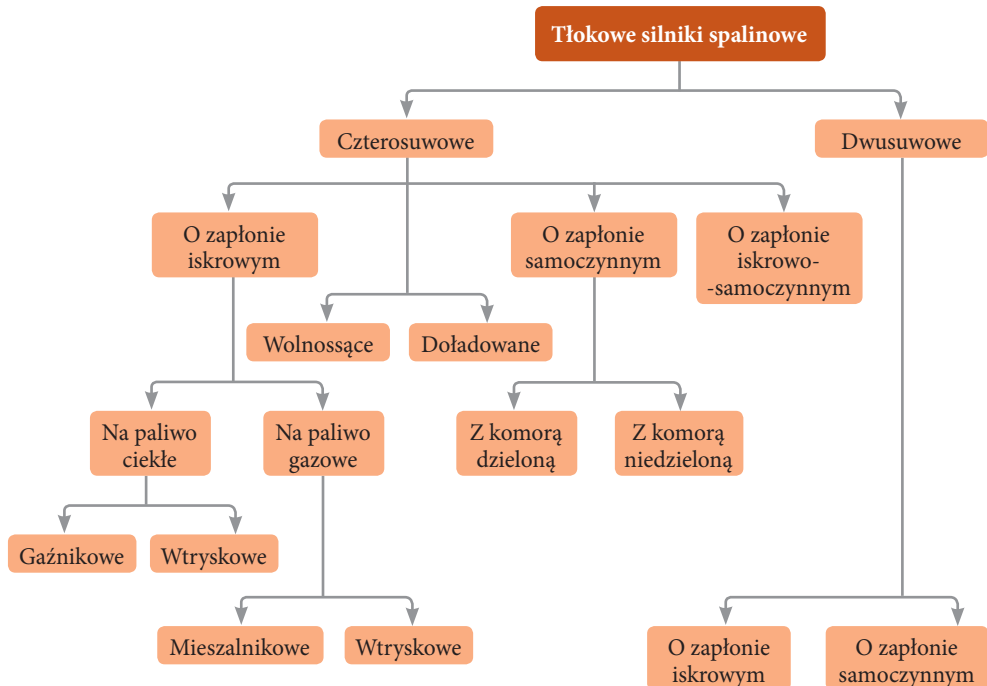 Tłokowe silniki spalinowe
Czterosuwowe
Dwusuwowe
O zapłonie
iskrowym
O zapłonie
samoczynnym
O zapłonie
iskrowo-
-samoczynnym
Wolnossące
Doładowane
Na paliwo
ciekłe
Na paliwo
gazowe
Z komorą
dzieloną
Z komorą
niedzieloną
Gaźnikowe
Wtryskowe
Mieszalnikowe
Wtryskowe
O zapłonie
iskrowym
O zapłonie
samoczynnym